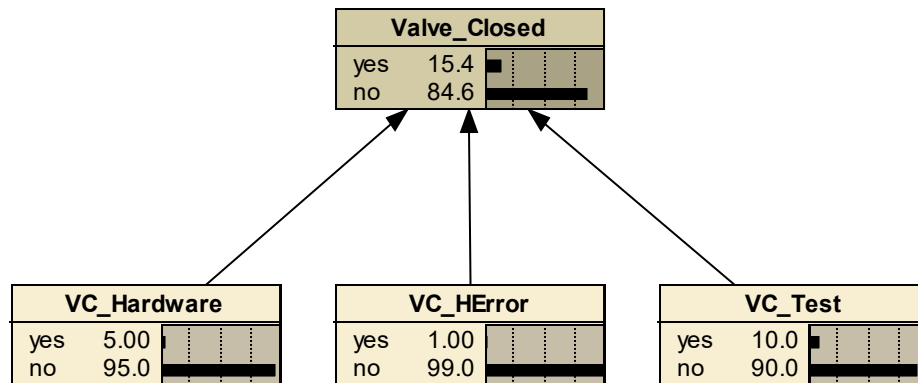 Valve_Closed
yes 15.4
no 84.6
VC_Hardware
yes 5.00
no 95.0
VC_HError
yes 1.00
no 99.0
VC_Test
yes 10.0
no 90.0